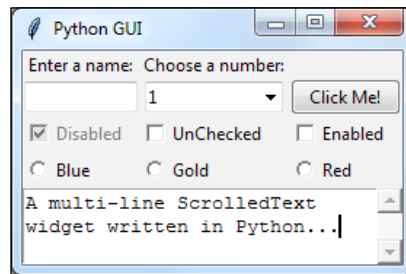 Python GUI
Enter a name: Choose a number:
1 Click Me!
Disabled UnChecked Enabled
Blue Gold Red
A multi-line ScrolledText
widget written in Python...